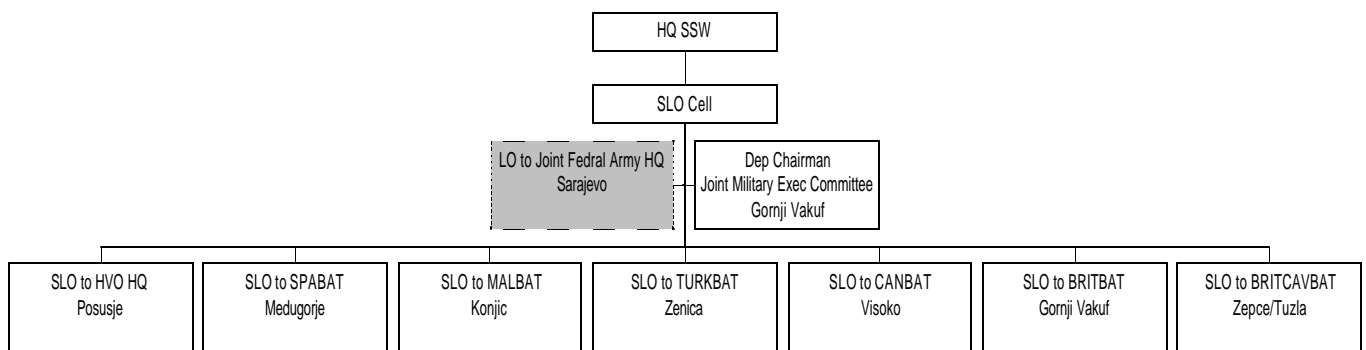 HQ SSW
SLO Cell
LO to Joint Fedral Army HQ
Sarajevo
Dep Chairman
Joint Military Exec Committee
Gornji Vakuf
SLO to HVO HQ
Posusje
SLO to SPABAT
Medugorje
SLO to MALBAT
Konjic
SLO to TURKBAT
Zenica
SLO to CANBAT
Visoko
SLO to BRITBAT
Gornji Vakuf
SLO to BRITCAVBAT
Zepce/Tuzla